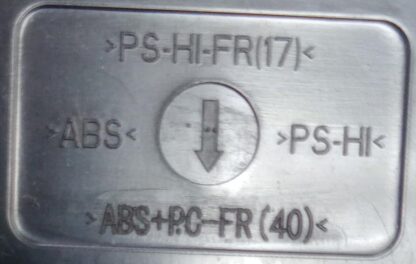 >PS-HI-FR(17)<
>ABS< >PS-HI<
>ABS+PC-FR(40)<